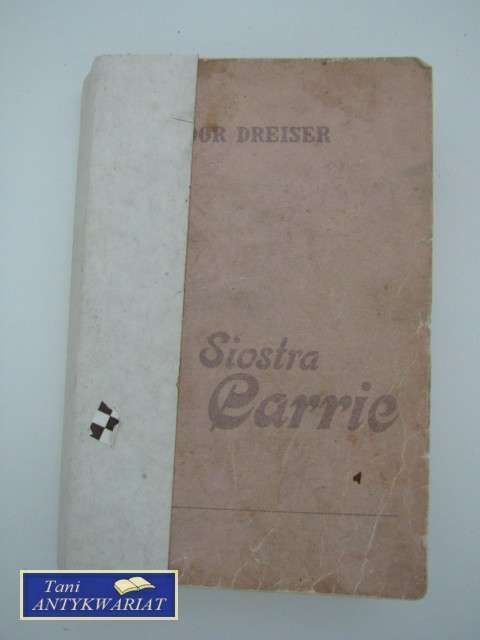 DOR DREISER
Siostra
Carrie
Tani
ANTYKWARIAT